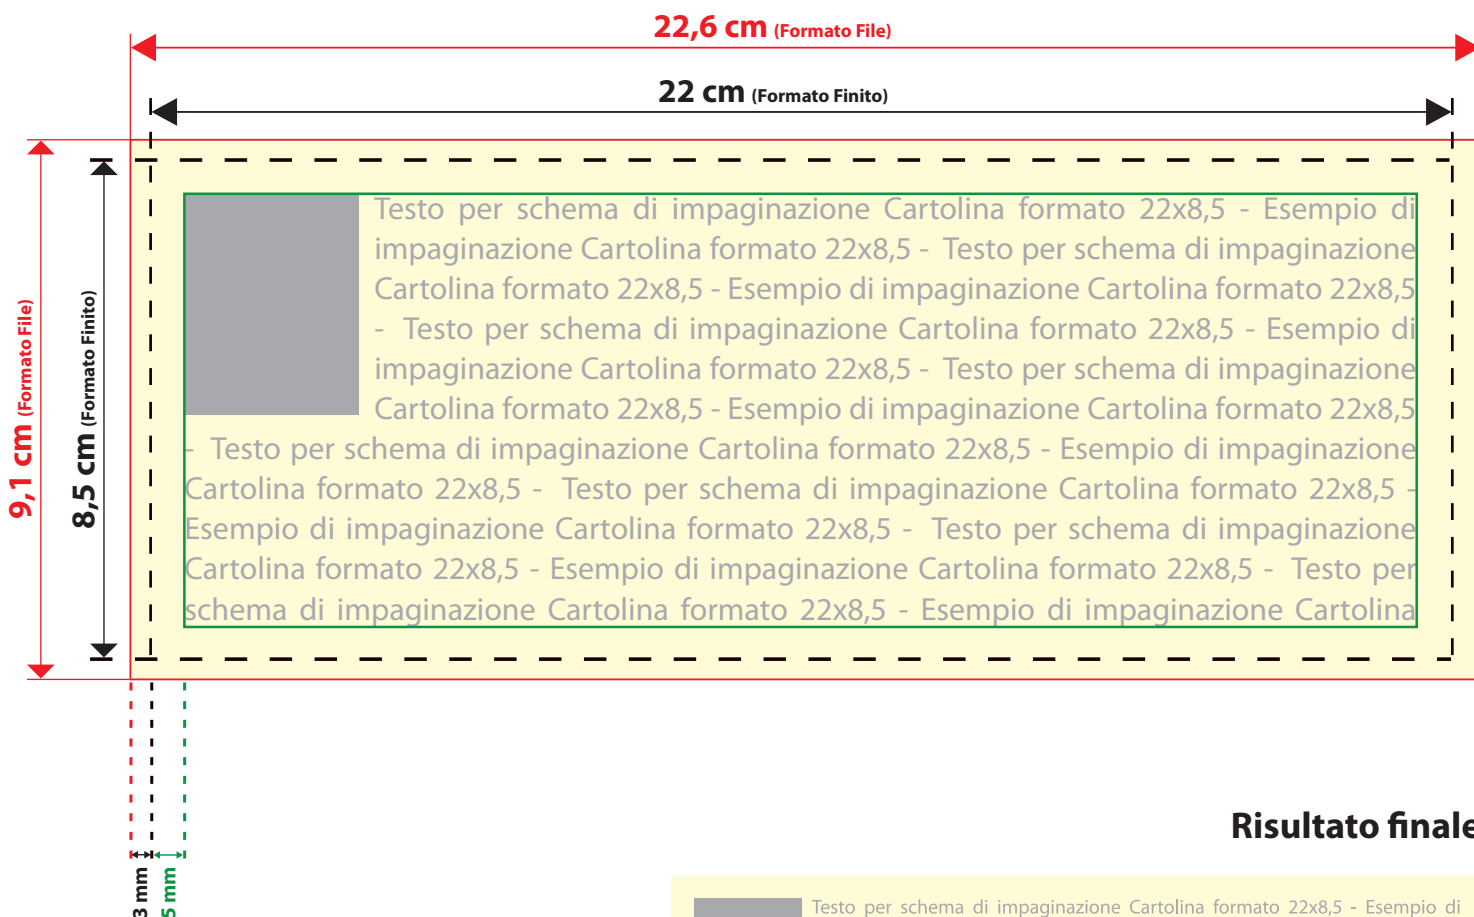 22,6 cm (Formato File)
22 cm (Formato Finito)
9,1 cm (Formato File)
8,5 cm (Formato Finito)
Testo per schema di impaginazione Cartolina formato 22x8,5 - Esempio di
impaginazione Cartolina formato 22x8,5 - Testo per schema di impaginazione
Cartolina formato 22x8,5 - Esempio di impaginazione Cartolina formato 22x8,5
- Testo per schema di impaginazione Cartolina formato 22x8,5 - Esempio di
impaginazione Cartolina formato 22x8,5 - Testo per schema di impaginazione
Cartolina formato 22x8,5 - Esempio di impaginazione Cartolina formato 22x8,5
- Testo per schema di impaginazione Cartolina formato 22x8,5 - Esempio di impaginazione
Cartolina formato 22x8,5 - Testo per schema di impaginazione Cartolina formato 22x8,5 -
Esempio di impaginazione Cartolina formato 22x8,5 - Testo per schema di impaginazione
Cartolina formato 22x8,5 - Esempio di impaginazione Cartolina formato 22x8,5 - Testo per
schema di impaginazione Cartolina formato 22x8,5 - Esempio di impaginazione Cartolina
3 mm
5 mm
Risultato finale
Testo per schema di impaginazione Cartolina formato 22x8,5 - Esempio di